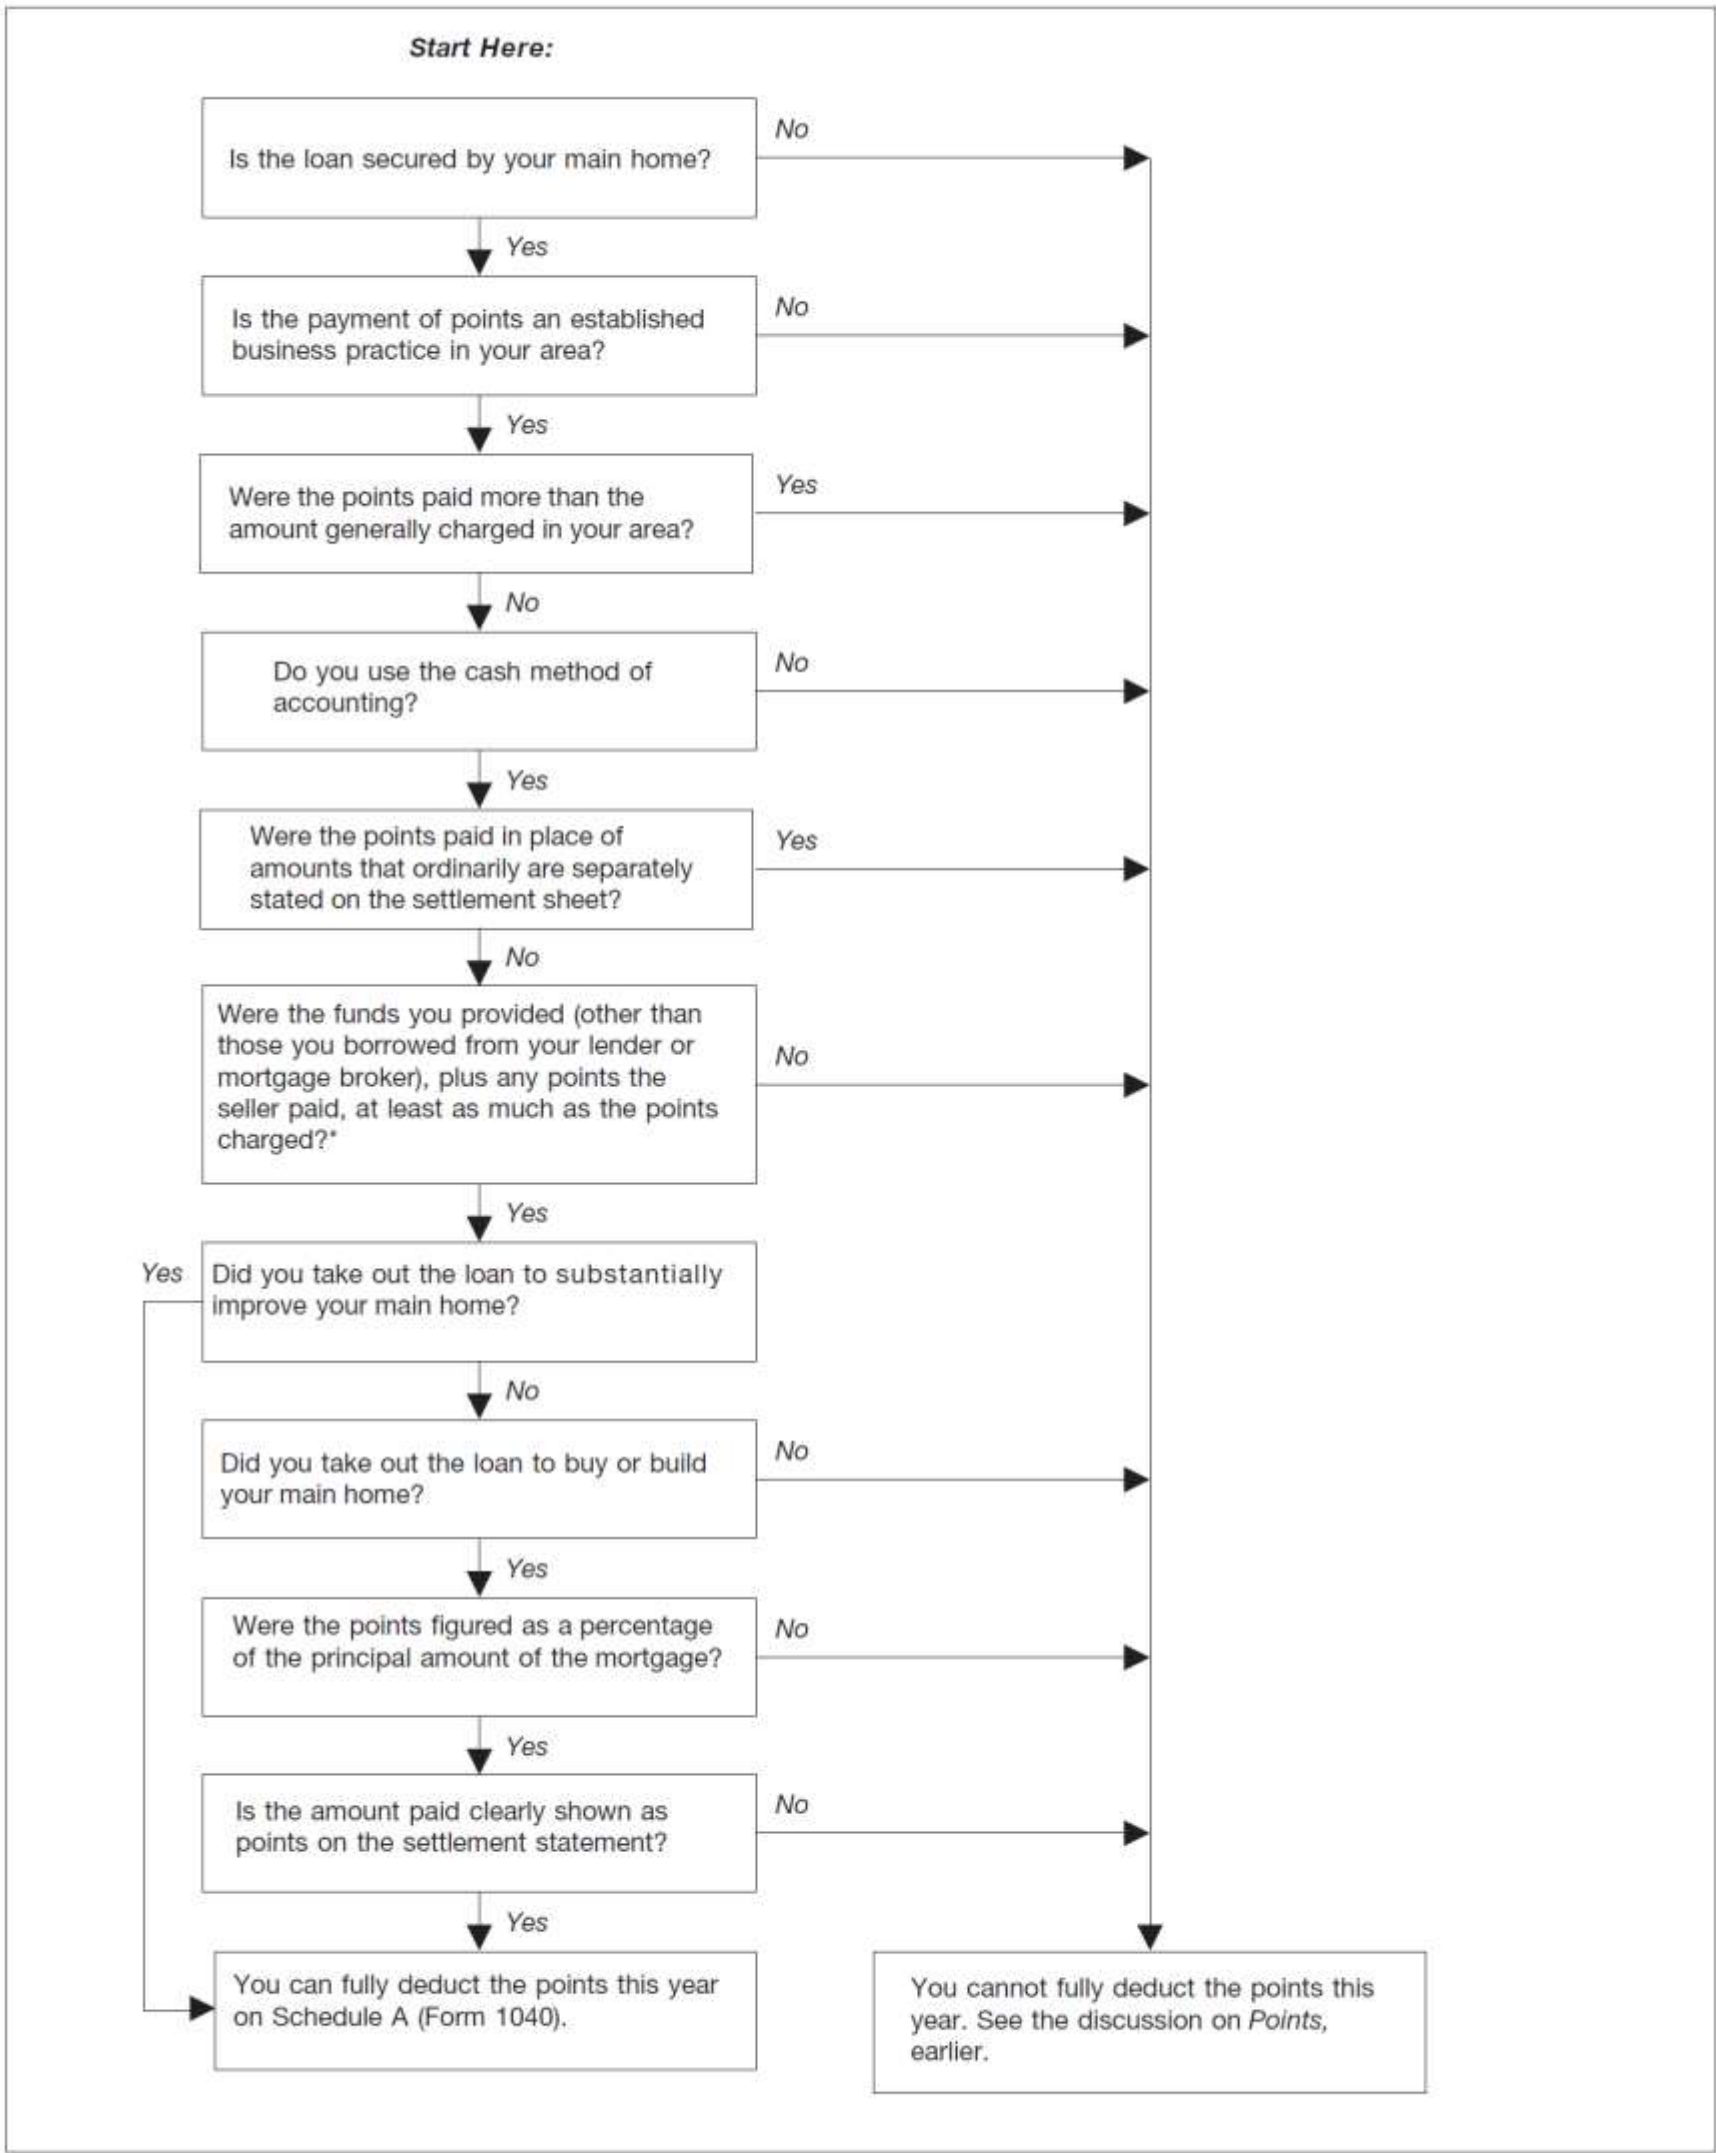 Start Here:
Is the loan secured by your main home?
No
Yes
Is the payment of points an established
business practice in your area?
No
Yes
Were the points paid more than the
amount generally charged in your area?
Yes
No
Do you use the cash method of
accounting?
No
Yes
Were the points paid in place of
amounts that ordinarily are separately
stated on the settlement sheet?
Yes
No
Were the funds you provided (other than
those you borrowed from your lender or
mortgage broker), plus any points the
seller paid, at least as much as the points
charged?*
No
Yes
Did you take out the loan to substantially
improve your main home?
Yes
No
Did you take out the loan to buy or build
your main home?
No
Yes
Were the points figured as a percentage
of the principal amount of the mortgage?
No
Yes
Is the amount paid clearly shown as
points on the settlement statement?
No
Yes
You can fully deduct the points this year
on Schedule A (Form 1040).
You cannot fully deduct the points this
year. See the discussion on Points,
earlier.